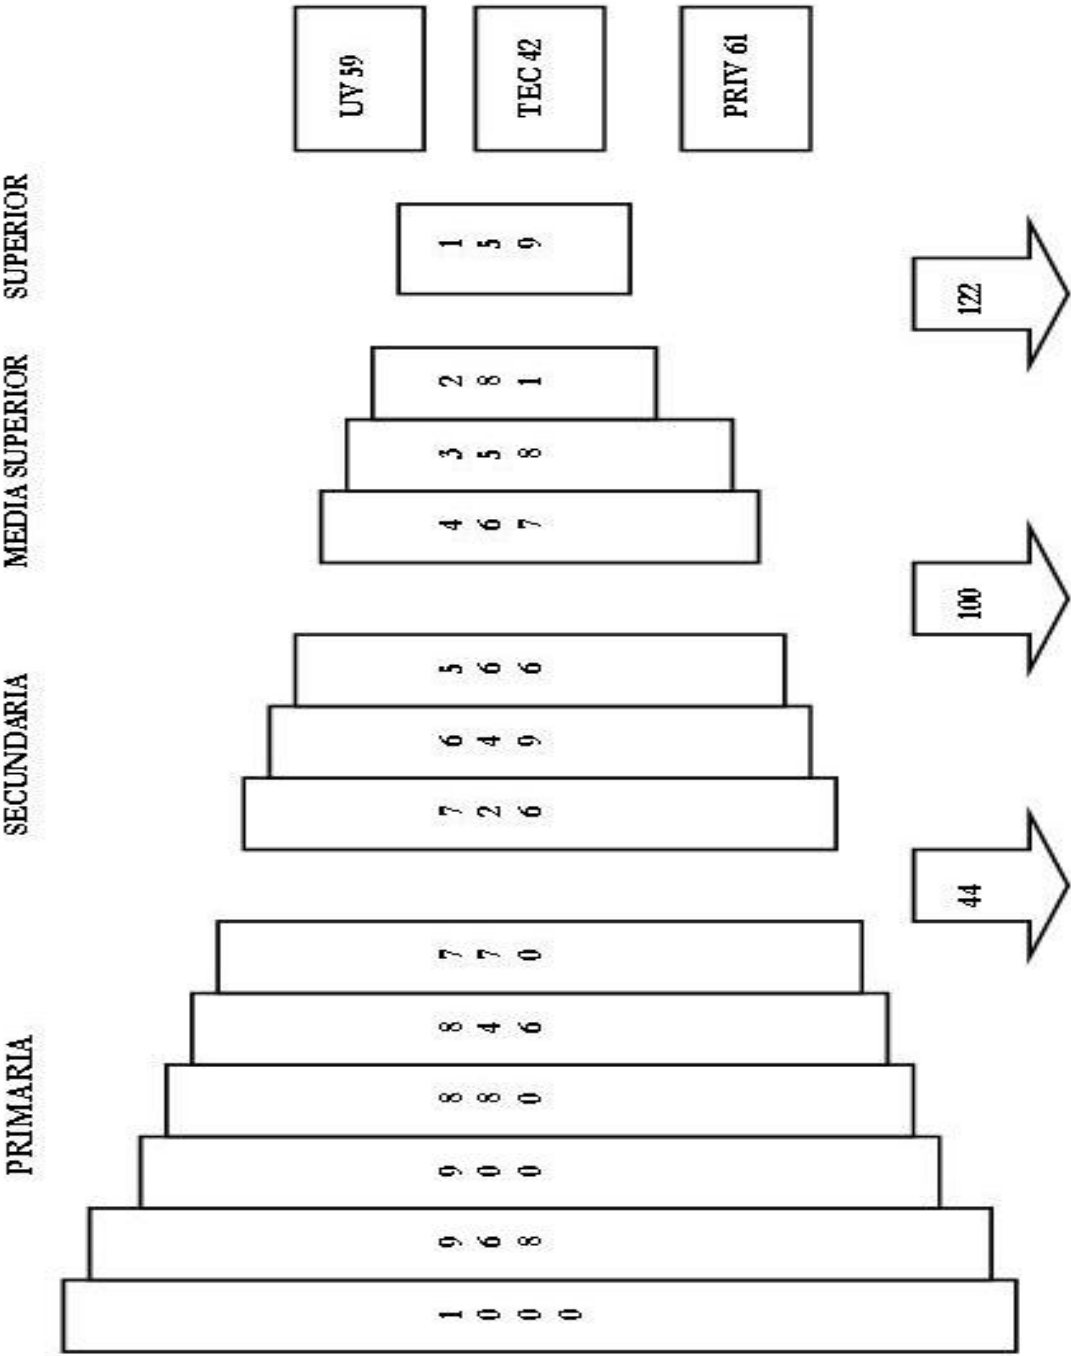 PRIMARIA
SECUNDARIA
MEDIA SUPERIOR
SUPERIOR
1000
968
900
880
846
770
726
649
566
467
358
281
159
UV 59
TEC 42
PRIV 61
44
100
122